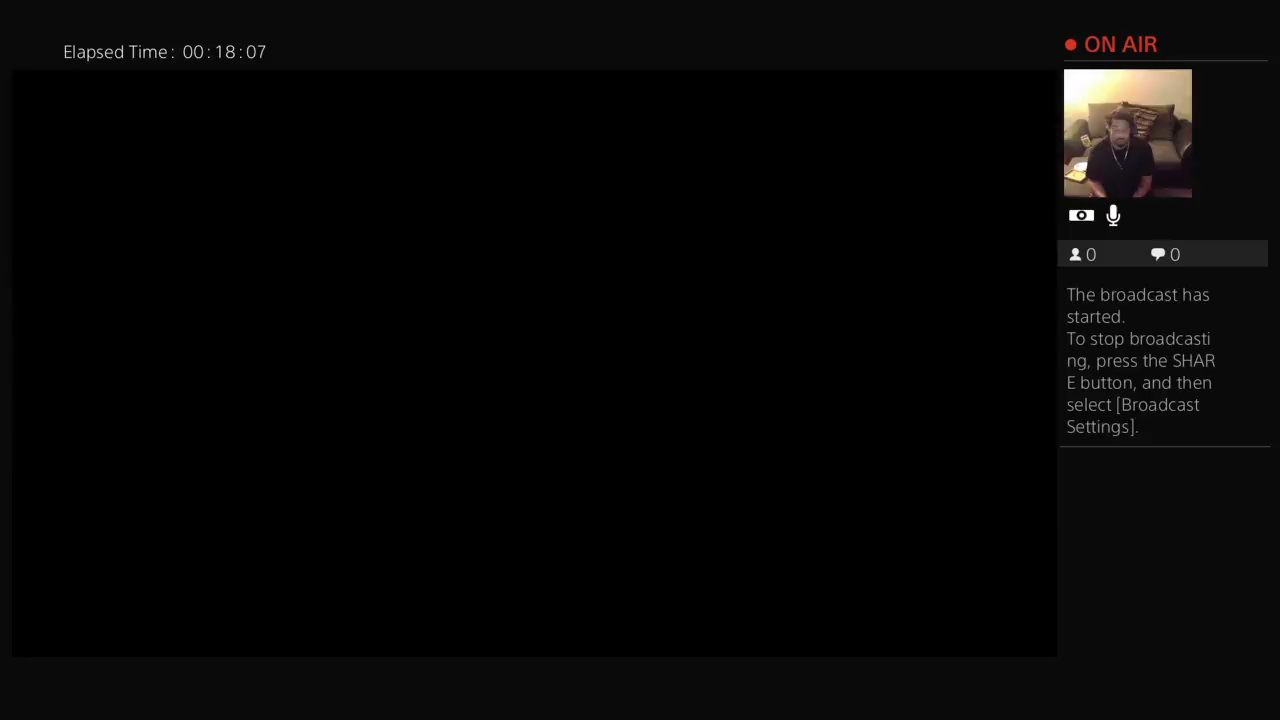 Elapsed Time: 00:18:07
ON AIR
0 0
The broadcast has
started.
To stop broadcasti
ng, press the SHAR
E button, and then
select [Broadcast
Settings].